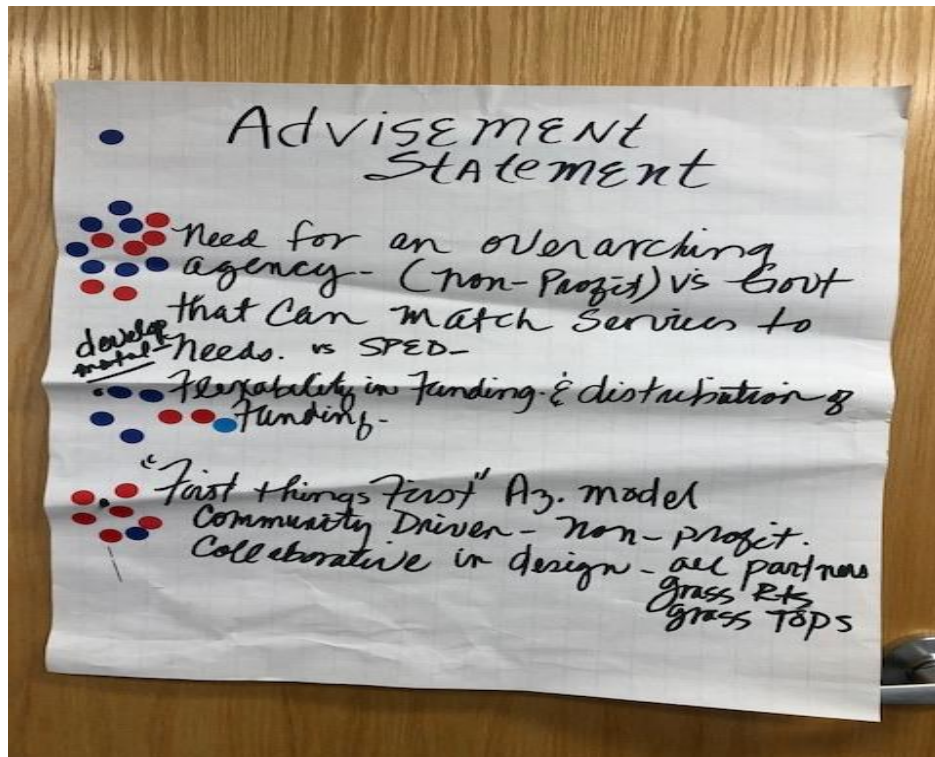 Advisement
Statement
Need for an overarching
agency - (non-Profit) vs Govt
that Can match Services to
develop
mental
Needs. vs SPED-
• Flexability in Funding & distribution of
Funding-
"First things First" Az. model
Community Driven - non-profit.
Collaborative in design - all partners
grass Rts
grass TOPS